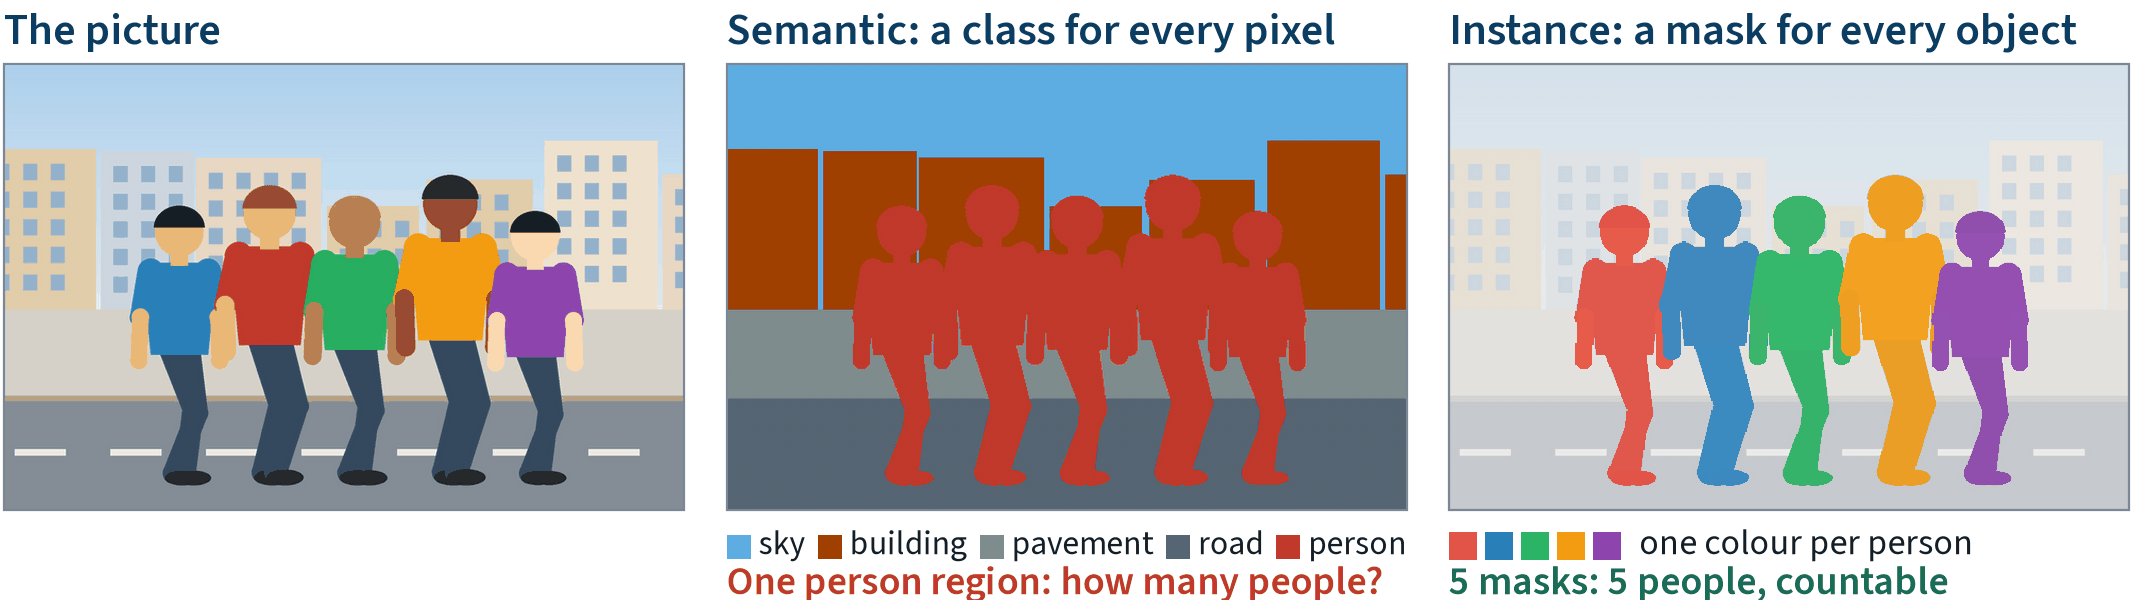 The picture
Semantic: a class for every pixel
Instance: a mask for every object
sky building pavement road person
one colour per person
One person region: how many people?
5 masks: 5 people, countable